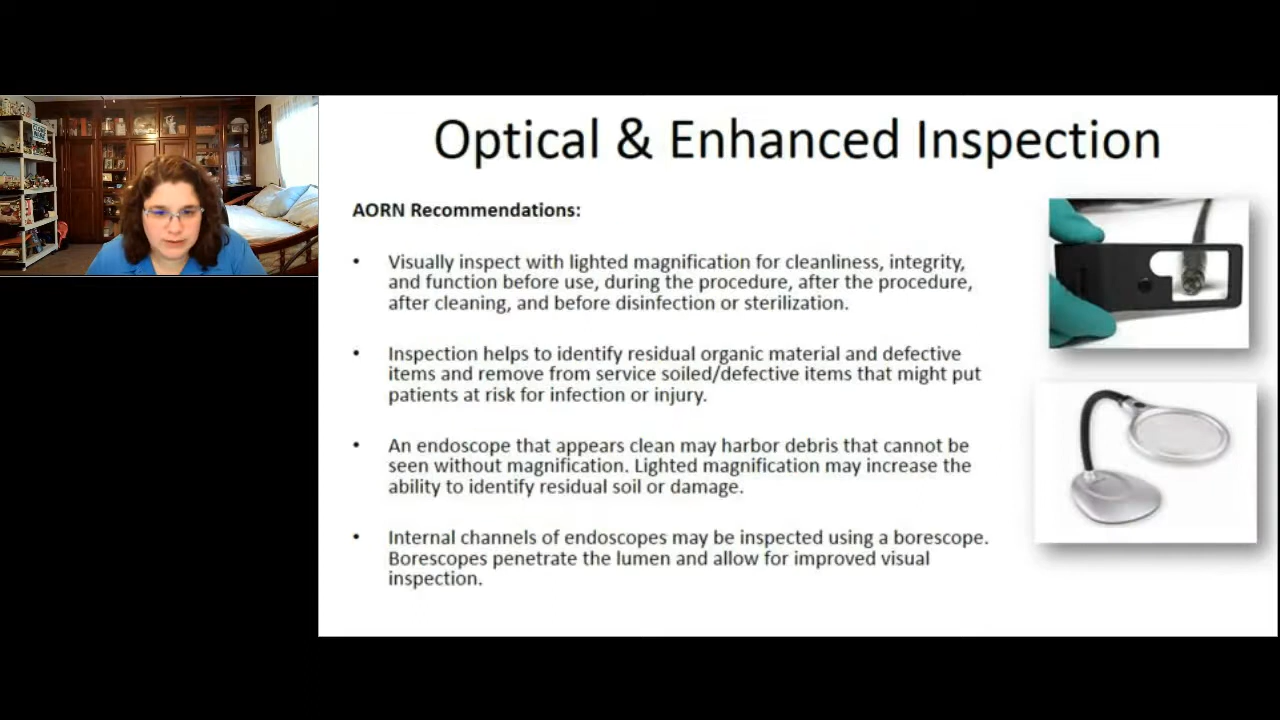 Optical & Enhanced Inspection
AORN Recommendations:
• Visually inspect with lighted magnification for cleanliness, integrity,
and function before use, during the procedure, after the procedure,
after cleaning, and before disinfection or sterilization.
• Inspection helps to identify residual organic material and defective
items and remove from service soiled/defective items that might put
patients at risk for infection or injury.
• An endoscope that appears clean may harbor debris that cannot be
seen without magnification. Lighted magnification may increase the
ability to identify residual soil or damage.
• Internal channels of endoscopes may be inspected using a borescope.
Borescopes penetrate the lumen and allow for improved visual
inspection.